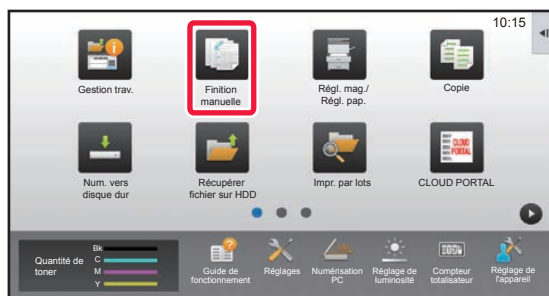 10:15
Gestion trav.
Finition
manuelle
Régl. mag./
Régl. pap.
Copie
CLOUD
PORTAL
Num. vers
disque dur
Récupérer
fichier sur HDD
Impr. par lots
CLOUD PORTAL
Quantité de
toner
Bk
C
M
Y
Guide de
fonctionnement
Réglages
Numérisation
PC
Réglage de
luminosité
Compteur
totalisateur
Réglage de
l'appareil